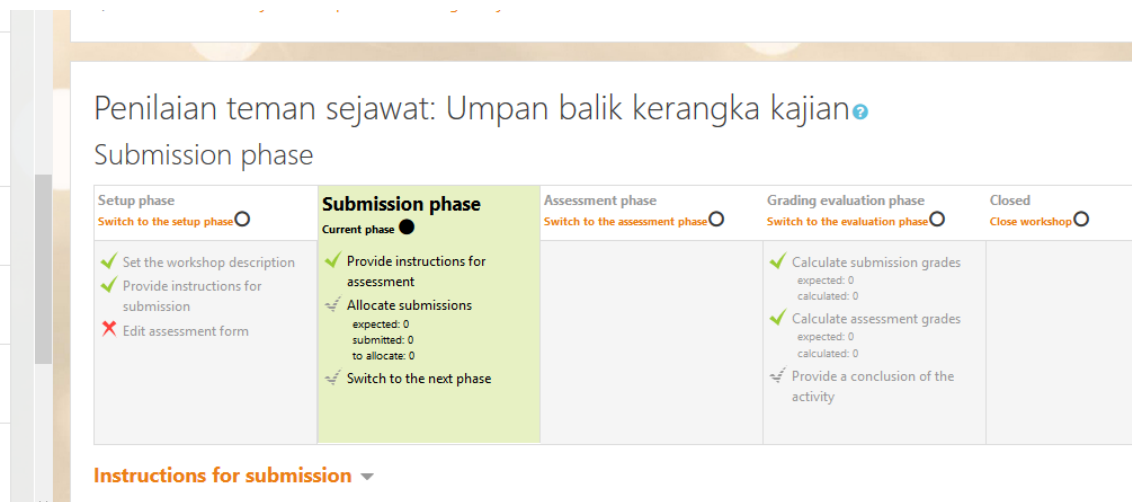 Penilaian teman sejawat: Umpan balik kerangka kajian
Submission phase
Setup phase
Switch to the setup phase
Set the workshop description
Provide instructions for
submission
Edit assessment form
Submission phase
Current phase
Provide instructions for
assessment
Allocate submissions
expected: 0
submitted: 0
to allocate: 0
Switch to the next phase
Assessment phase
Switch to the assessment phase
Grading evaluation phase
Switch to the evaluation phase
Calculate submission grades
expected: 0
calculated: 0
Calculate assessment grades
expected: 0
calculated: 0
Provide a conclusion of the
activity
Closed
Close workshop
Instructions for submission